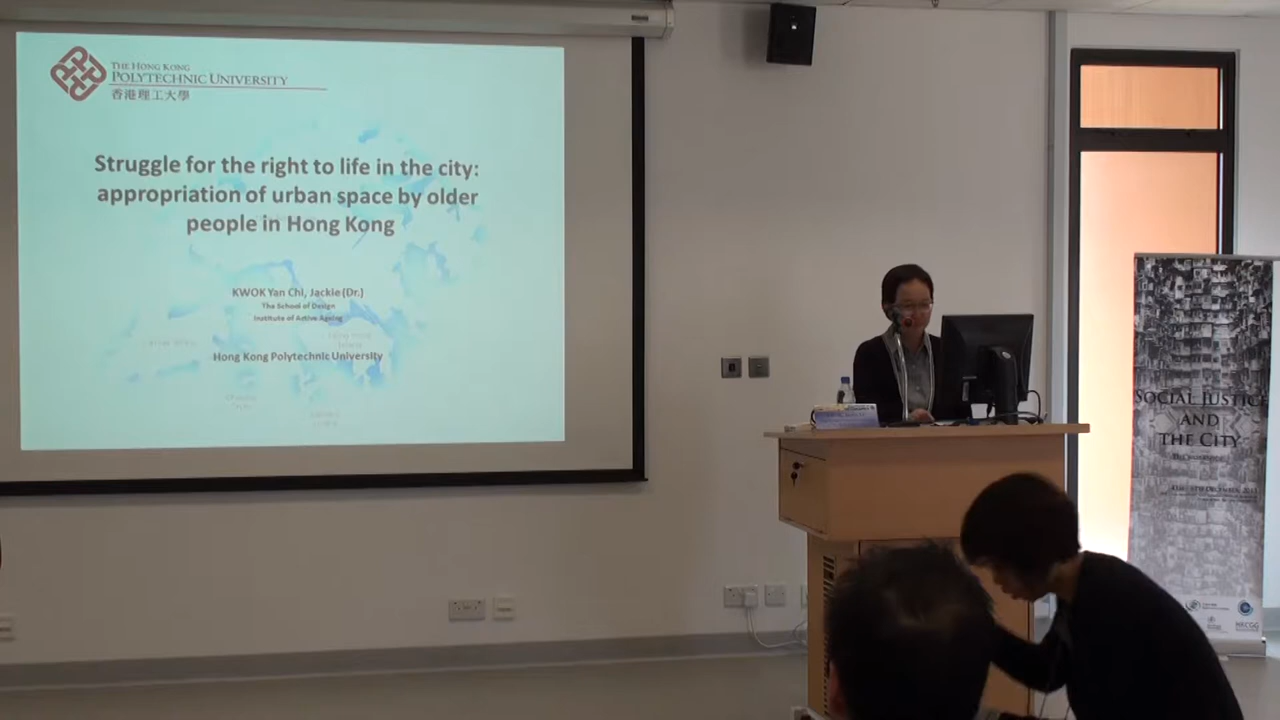 THE HONG KONG
POLYTECHNIC UNIVERSITY
香港理工大學
Struggle for the right to life in the city:
appropriation of urban space by older
people in Hong Kong
KWOK Yan Chi, Jackie (Dr.)
The School of Design
Institute of Active Ageing
Hong Kong Polytechnic University
SOCIAL JUSTICE
AND
THE CITY